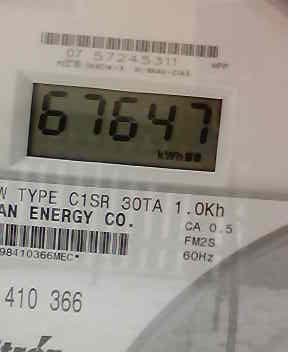 07 57245311
67647
kWh
W TYPE C1SR 30TA 1.0Kh
AN ENERGY CO.
CA 0.5
FM2S
98410366MEC*
60Hz
410 366